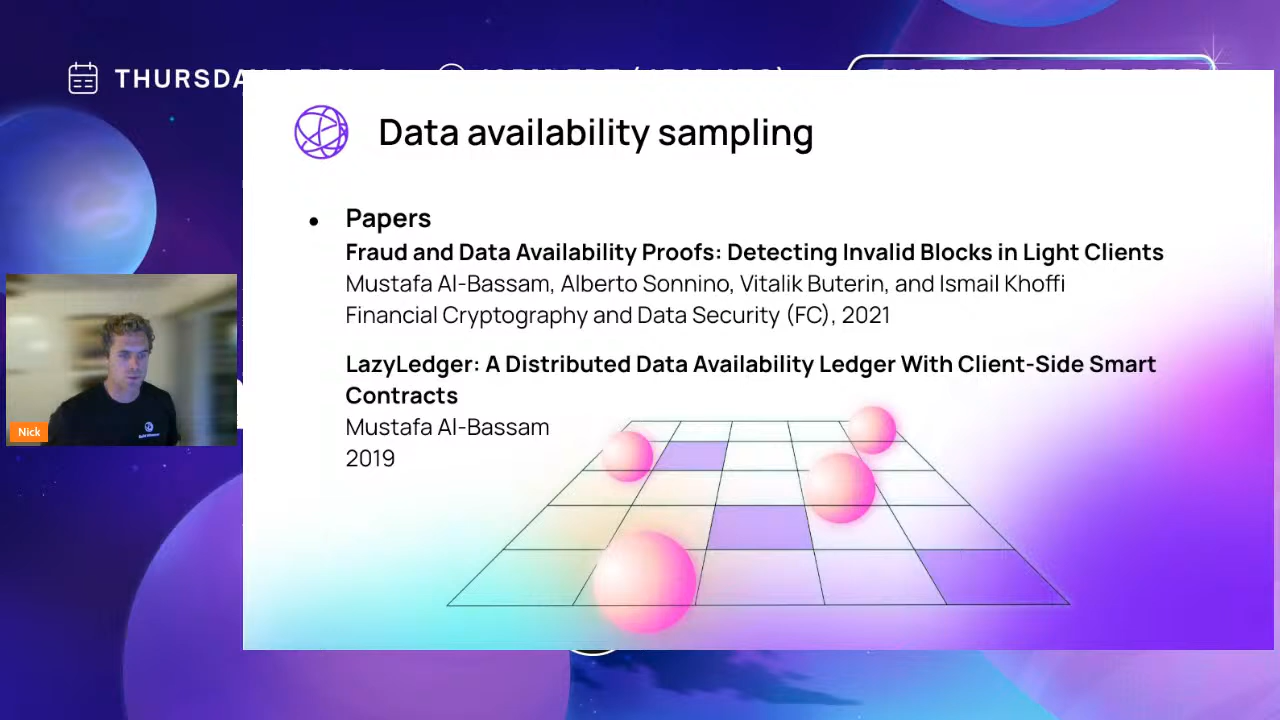 THURSDA
Data availability sampling
• Papers
Fraud and Data Availability Proofs: Detecting Invalid Blocks in Light Clients
Mustafa Al-Bassam, Alberto Sonnino, Vitalik Buterin, and Ismail Khoffi
Financial Cryptography and Data Security (FC), 2021
LazyLedger: A Distributed Data Availability Ledger With Client-Side Smart
Contracts
Mustafa Al-Bassam
2019
Nick